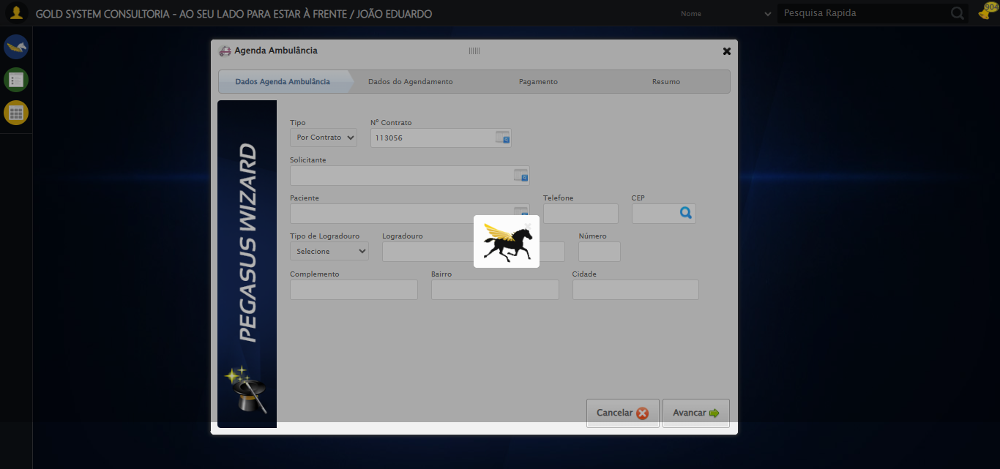 GOLD SYSTEM CONSULTORIA - AO SEU LADO PARA ESTAR À FRENTE / JOÃO EDUARDO
Nome
Pesquisa Rapida
904
Agenda Ambulância
Dados Agenda Ambulância
Dados do Agendamento
Pagamento
Resumo
PEGASUS WIZARD
Tipo
Nº Contrato
Por Contrato
113056
Solicitante
Paciente
Telefone
CEP
Tipo de Logradouro
Logradouro
Número
Selecione
Complemento
Bairro
Cidade
Cancelar
Avancar